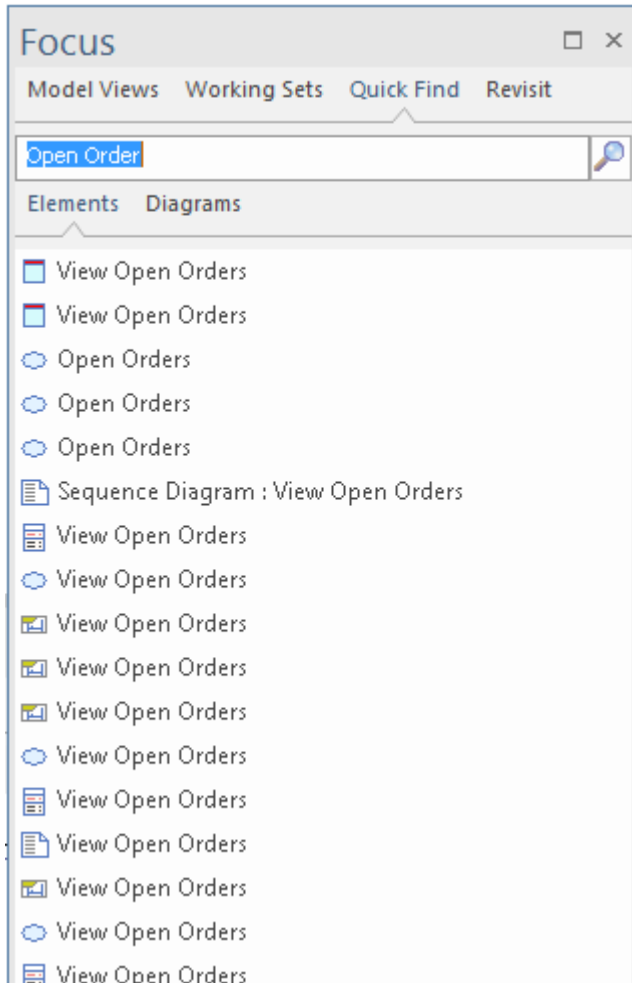 Focus
Model Views Working Sets Quick Find Revisit
Open Order
Elements Diagrams
View Open Orders
View Open Orders
Open Orders
Open Orders
Open Orders
Sequence Diagram : View Open Orders
View Open Orders
View Open Orders
View Open Orders
View Open Orders
View Open Orders
View Open Orders
View Open Orders
View Open Orders
View Open Orders
View Open Orders
View Open Orders